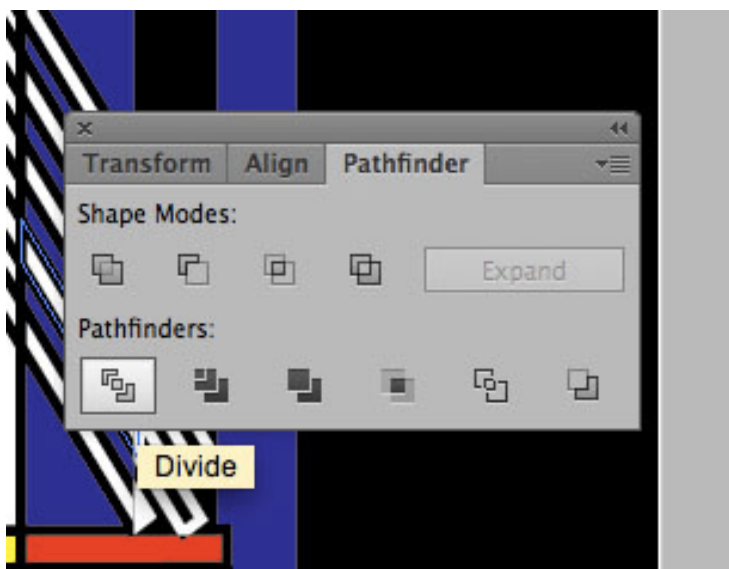 Transform Align Pathfinder
Shape Modes:
Expand
Pathfinders:
Divide